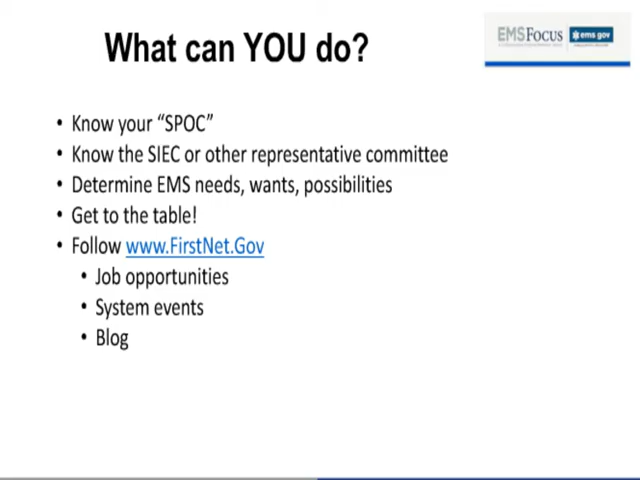 What can YOU do?
EMSFocus
ems.gov
• Know your “SPOC”
• Know the SIEC or other representative committee
• Determine EMS needs, wants, possibilities
• Get to the table!
• Follow www.FirstNet.Gov
• Job opportunities
• System events
• Blog